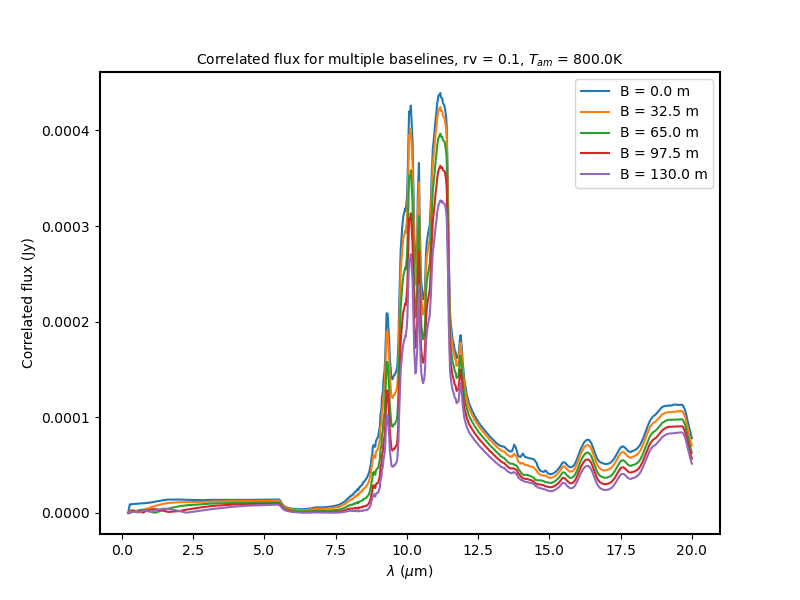 Correlated flux for multiple baselines, rv = 0.1, T_am = 800.0K
B = 0.0 m
B = 32.5 m
B = 65.0 m
B = 97.5 m
B = 130.0 m
Correlated flux (Jy)
0.0004
0.0003
0.0002
0.0001
0.0000
0.0 2.5 5.0 7.5 10.0 12.5 15.0 17.5 20.0
λ (μm)